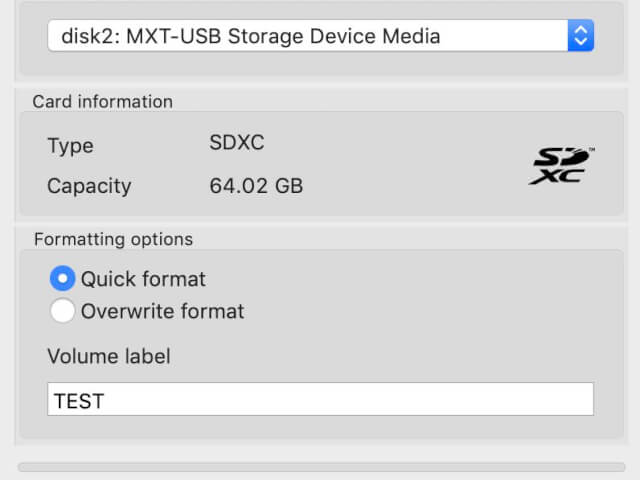 disk2: MXT-USB Storage Device Media
Card information
Type SDXC
Capacity 64.02 GB
SD™
XC
Formatting options
Quick format
Overwrite format
Volume label
TEST